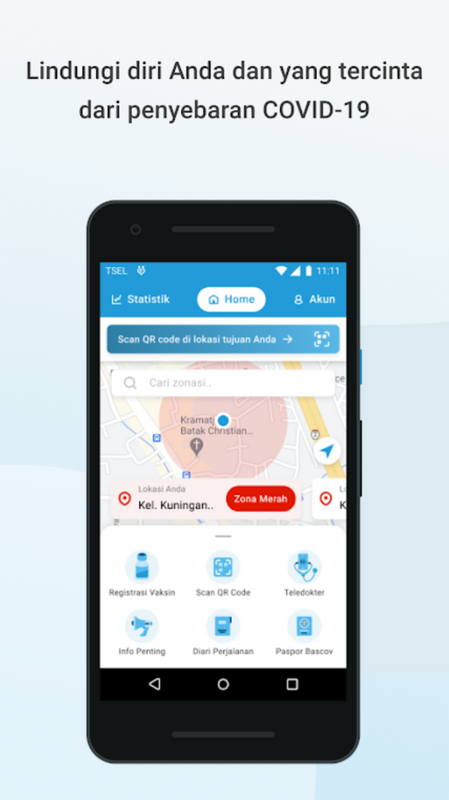 Lindungi diri Anda dan yang tercinta
dari penyebaran COVID-19
TSEL 11:11
Statistik Home Akun
Scan QR code di lokasi tujuan Anda
Cari zonasi..
Kramatj
Batak Christian..
Lokasi Anda
Kel. Kuningan.. Zona Merah
Registrasi Vaksin Scan QR Code Teledokter
Info Penting Diari Perjalanan Paspor Bascov